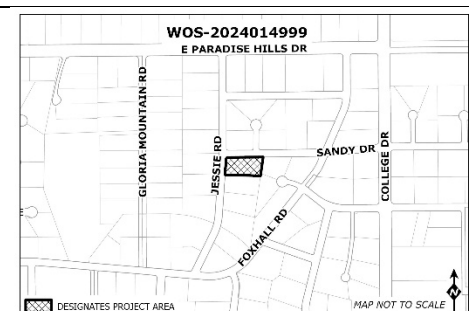 WOS-2024014999
E PARADISE HILLS DR
GLORIA MOUNTAIN RD
JESSIE RD
SANDY DR
COLLEGE DR
FOXHALL RD
DESIGNATES PROJECT AREA
MAP NOT TO SCALE